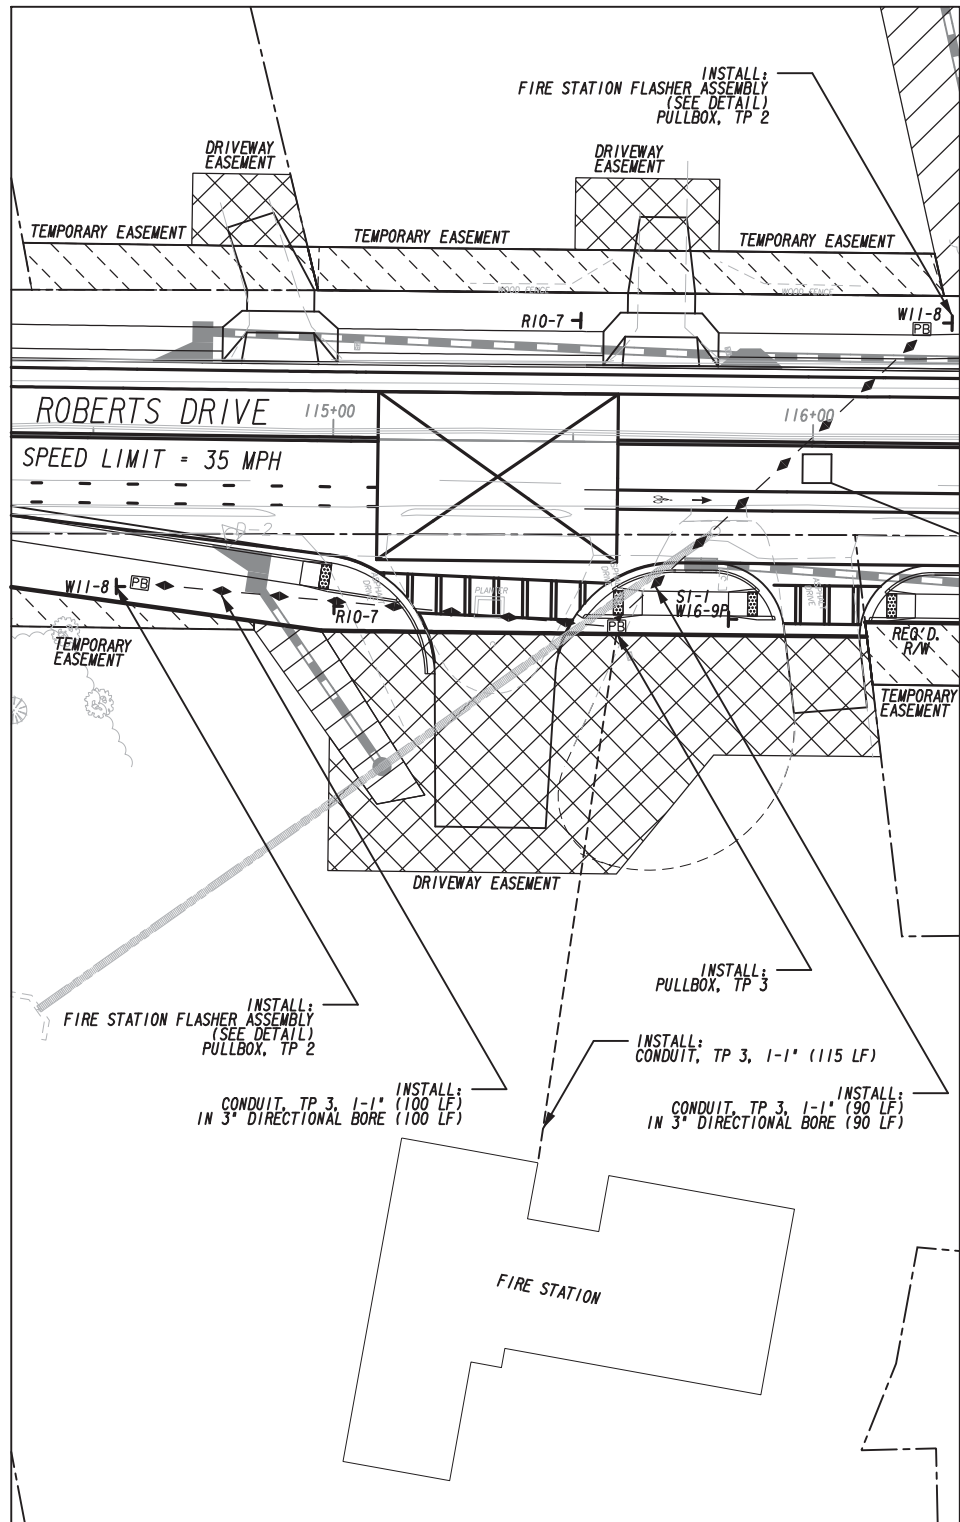 INSTALL:
FIRE STATION FLASHER ASSEMBLY
(SEE DETAIL)
PULLBOX, TP 2
DRIVEWAY
EASEMENT
DRIVEWAY
EASEMENT
TEMPORARY EASEMENT
TEMPORARY EASEMENT
TEMPORARY EASEMENT
WOOD FENCE
WOOD FENCE
R10-7
W11-8
PB
ROBERTS DRIVE
115+00
116+00
SPEED LIMIT = 35 MPH
W11-8
PB
R10-7
PLANTER
S1-1
W16-9P
PB
REQ'D.
R/W
TEMPORARY
EASEMENT
TEMPORARY
EASEMENT
DRIVEWAY EASEMENT
INSTALL:
PULLBOX, TP 3
INSTALL:
FIRE STATION FLASHER ASSEMBLY
(SEE DETAIL)
PULLBOX, TP 2
INSTALL:
CONDUIT, TP 3, 1-1" (115 LF)
INSTALL:
CONDUIT, TP 3, 1-1" (100 LF)
IN 3" DIRECTIONAL BORE (100 LF)
INSTALL:
CONDUIT, TP 3, 1-1" (90 LF)
IN 3" DIRECTIONAL BORE (90 LF)
FIRE STATION